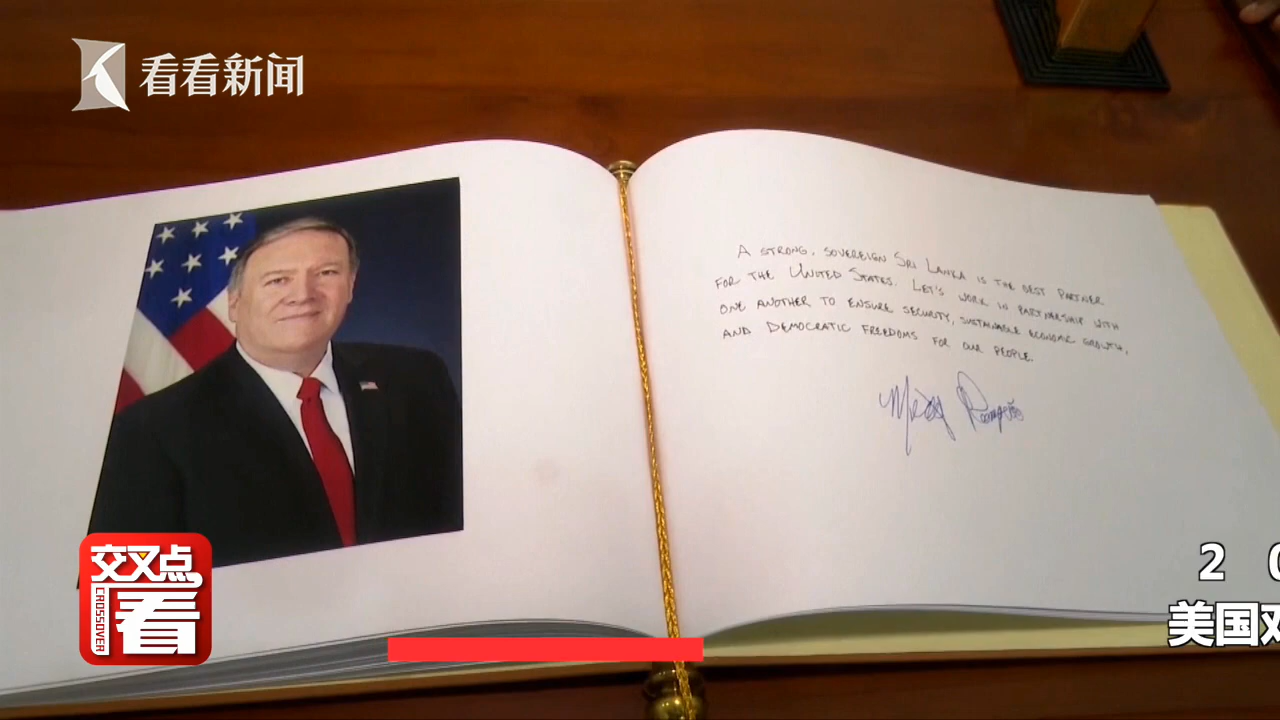 看看新闻
A STRONG, SOVEREIGN SRI LANKA IS THE BEST PARTNER
FOR THE UNITED STATES. LET'S WORK IN PARTNERSHIP WITH
ONE ANOTHER TO ENSURE SECURITY, SUSTAINABLE ECONOMIC GROWTH,
AND DEMOCRATIC FREEDOMS FOR OUR PEOPLE.
交叉点
看
CROSSOVER
2
美国对